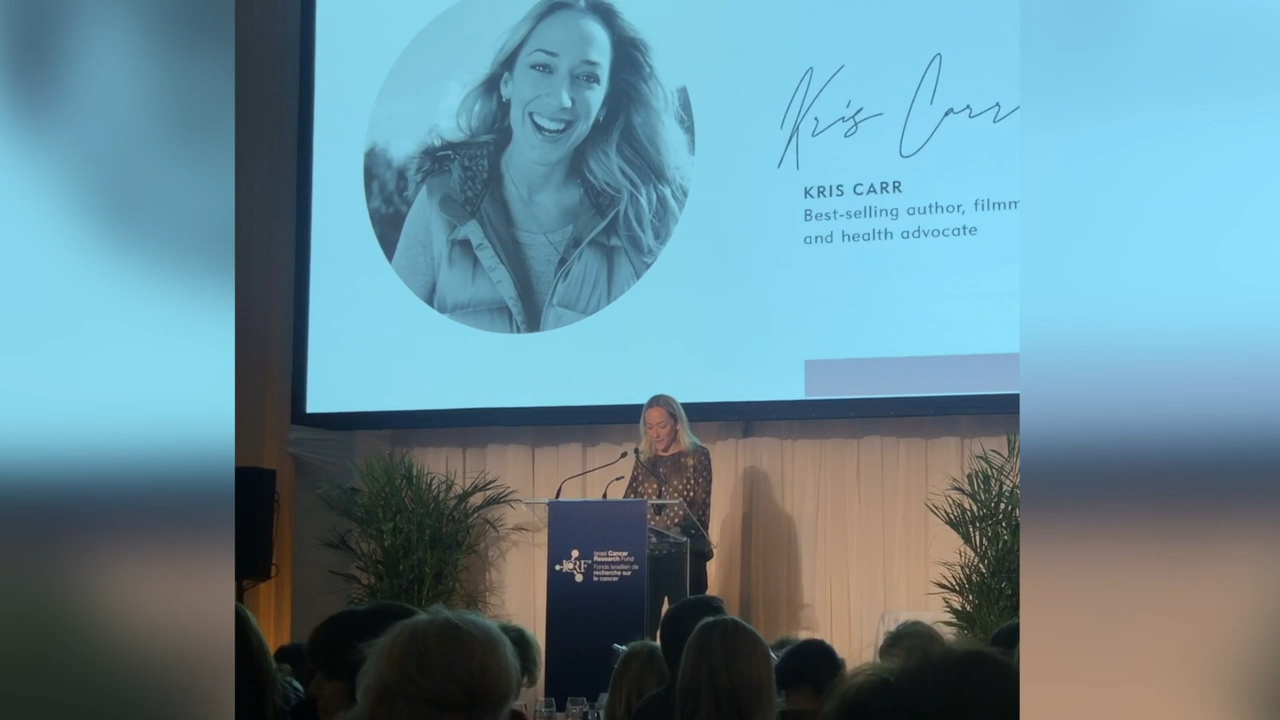 Kris Carr
KRIS CARR
Best-selling author, filmm
and health advocate
ICRF
Israel Cancer
Research Fund
Fonds israélien de
recherche sur
le cancer